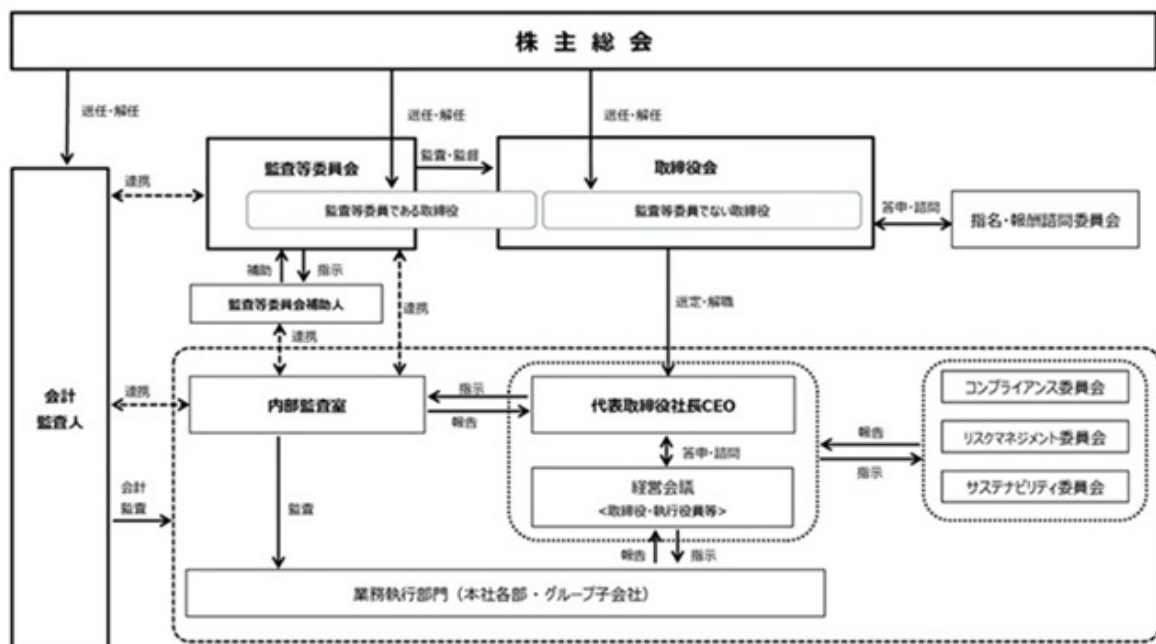 株主総会
選任・解任
選任・解任
選任・解任
監査等委員会
監査・監督
取締役会
連携
監査等委員である取締役
監査等委員でない取締役
答申・諮問
指名・報酬諮問委員会
補助
指示
監査等委員会補助人
連携
選定・解職
連携
会計
監査人
連携
内部監査室
指示
報告
代表取締役社長CEO
コンプライアンス委員会
リスクマネジメント委員会
サステナビリティ委員会
報告
指示
答申・諮問
経営会議
<取締役・執行役員等>
会計
監査
監査
報告
指示
業務執行部門（本社各部・グループ子会社）